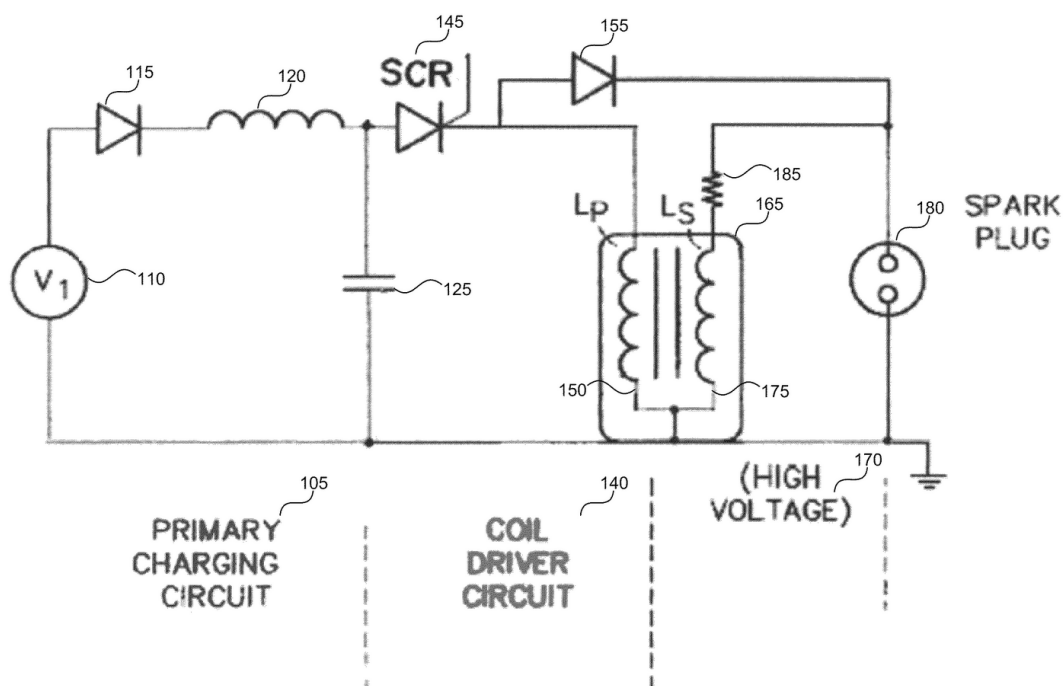 145
155
115
120
SCR
185
LP
LS
165
SPARK
PLUG
180
V1
110
125
150
175
(HIGH
VOLTAGE)
170
105
140
PRIMARY
CHARGING
CIRCUIT
COIL
DRIVER
CIRCUIT